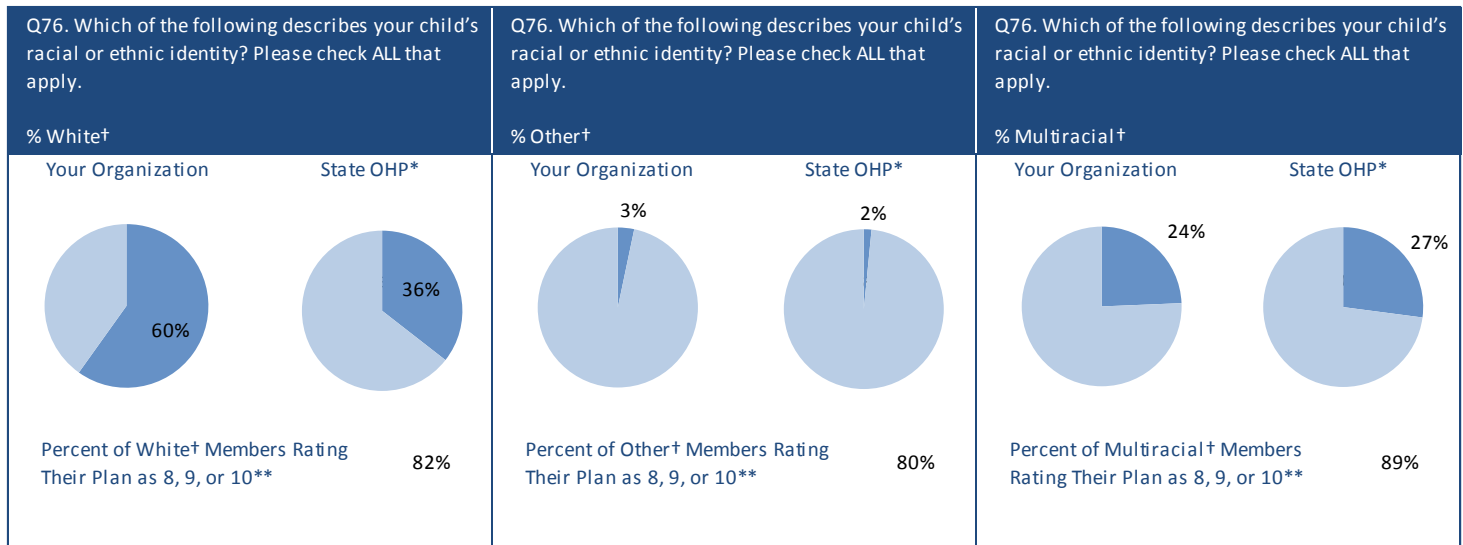 Q76. Which of the following describes your child's
racial or ethnic identity? Please check ALL that
apply.
% White†
Your Organization
State OHP*
60%
36%
Percent of White† Members Rating
Their Plan as 8, 9, or 10**
82%
Q76. Which of the following describes your child's
racial or ethnic identity? Please check ALL that
apply.
% Other†
Your Organization
State OHP*
3%
2%
Percent of Other† Members Rating
Their Plan as 8, 9, or 10**
80%
Q76. Which of the following describes your child's
racial or ethnic identity? Please check ALL that
apply.
% Multiracial†
Your Organization
State OHP*
24%
27%
Percent of Multiracial† Members
Rating Their Plan as 8, 9, or 10**
89%